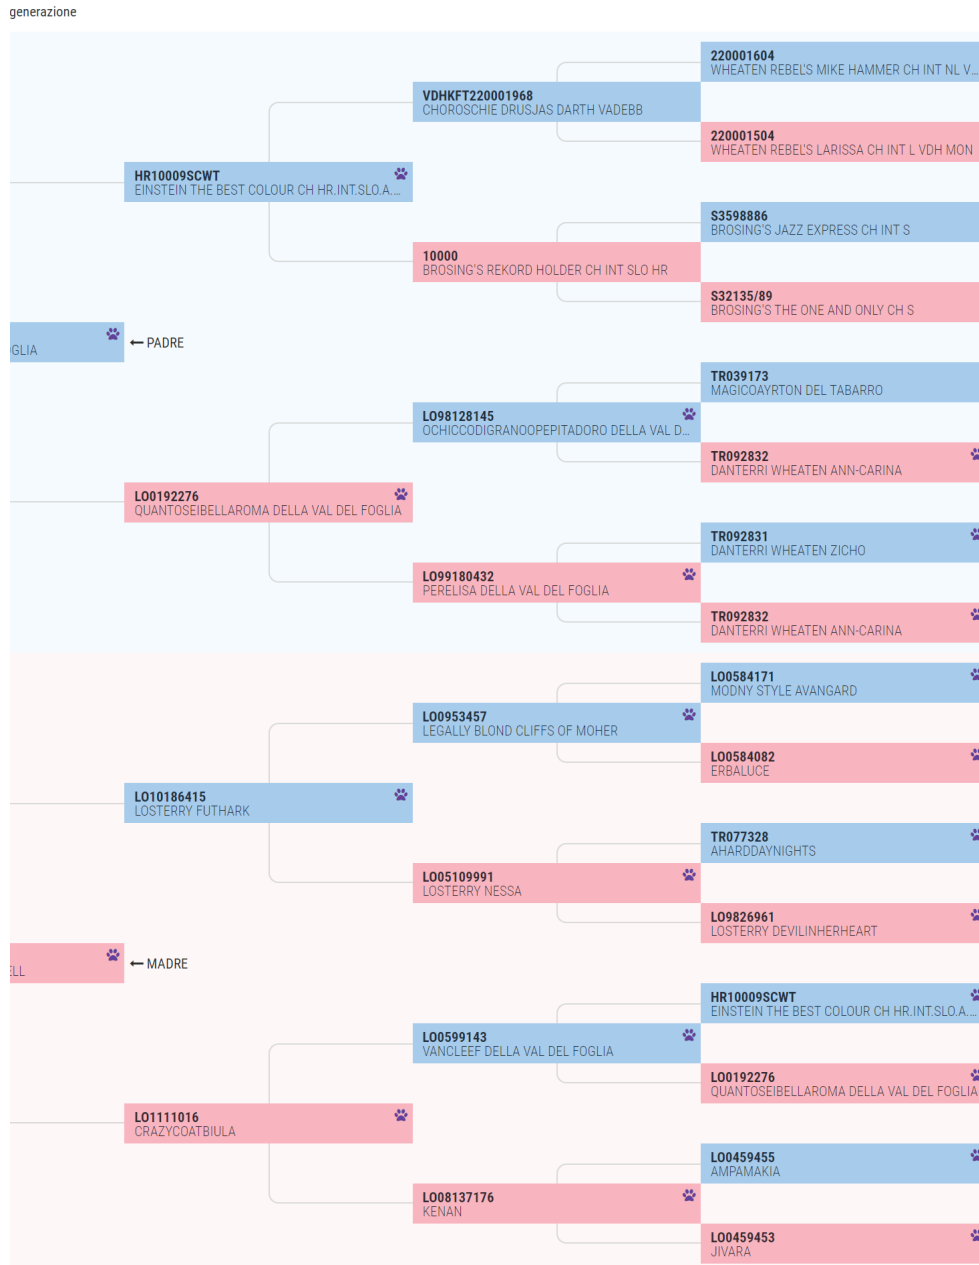 generazione
220001604
WHEATEN REBEL'S MIKE HAMMER CH INT NL V...
VDHKFT220001968
CHOROSCHIE DRUSJAS DARTH VADEBB
220001504
WHEATEN REBEL'S LARISSA CH INT L VDH MON
HR10009SCWT
EINSTEIN THE BEST COLOUR CH HR.INT.SLO.A....
S3598886
BROSING'S JAZZ EXPRESS CH INT S
10000
BROSING'S REKORD HOLDER CH INT SLO HR
S32135/89
BROSING'S THE ONE AND ONLY CH S
OGLIA
← PADRE
TR039173
MAGICOAYRTON DEL TABARRO
LO98128145
OCHICCODIGRANOOPEPITADORO DELLA VAL D...
TR092832
DANTERRI WHEATEN ANN-CARINA
LO0192276
QUANTOSEIBELLAROMA DELLA VAL DEL FOGLIA
TR092831
DANTERRI WHEATEN ZICHO
LO99180432
PERELISA DELLA VAL DEL FOGLIA
TR092832
DANTERRI WHEATEN ANN-CARINA
LO0584171
MODNY STYLE AVANGARD
LO0953457
LEGALLY BLOND CLIFFS OF MOHER
LO0584082
ERBALUCE
LO10186415
LOSTERRY FUTHARK
TR077328
AHARDDAYNIGHTS
LO05109991
LOSTERRY NESSA
LO9826961
LOSTERRY DEVILINHERHEART
ELL
← MADRE
HR10009SCWT
EINSTEIN THE BEST COLOUR CH HR.INT.SLO.A....
LO0599143
VANCLEEF DELLA VAL DEL FOGLIA
LO0192276
QUANTOSEIBELLAROMA DELLA VAL DEL FOGLIA
LO1111016
CRAZYCOATBIULA
LO0459455
AMPAMAKIA
LO08137176
KENAN
LO0459453
JIVARA